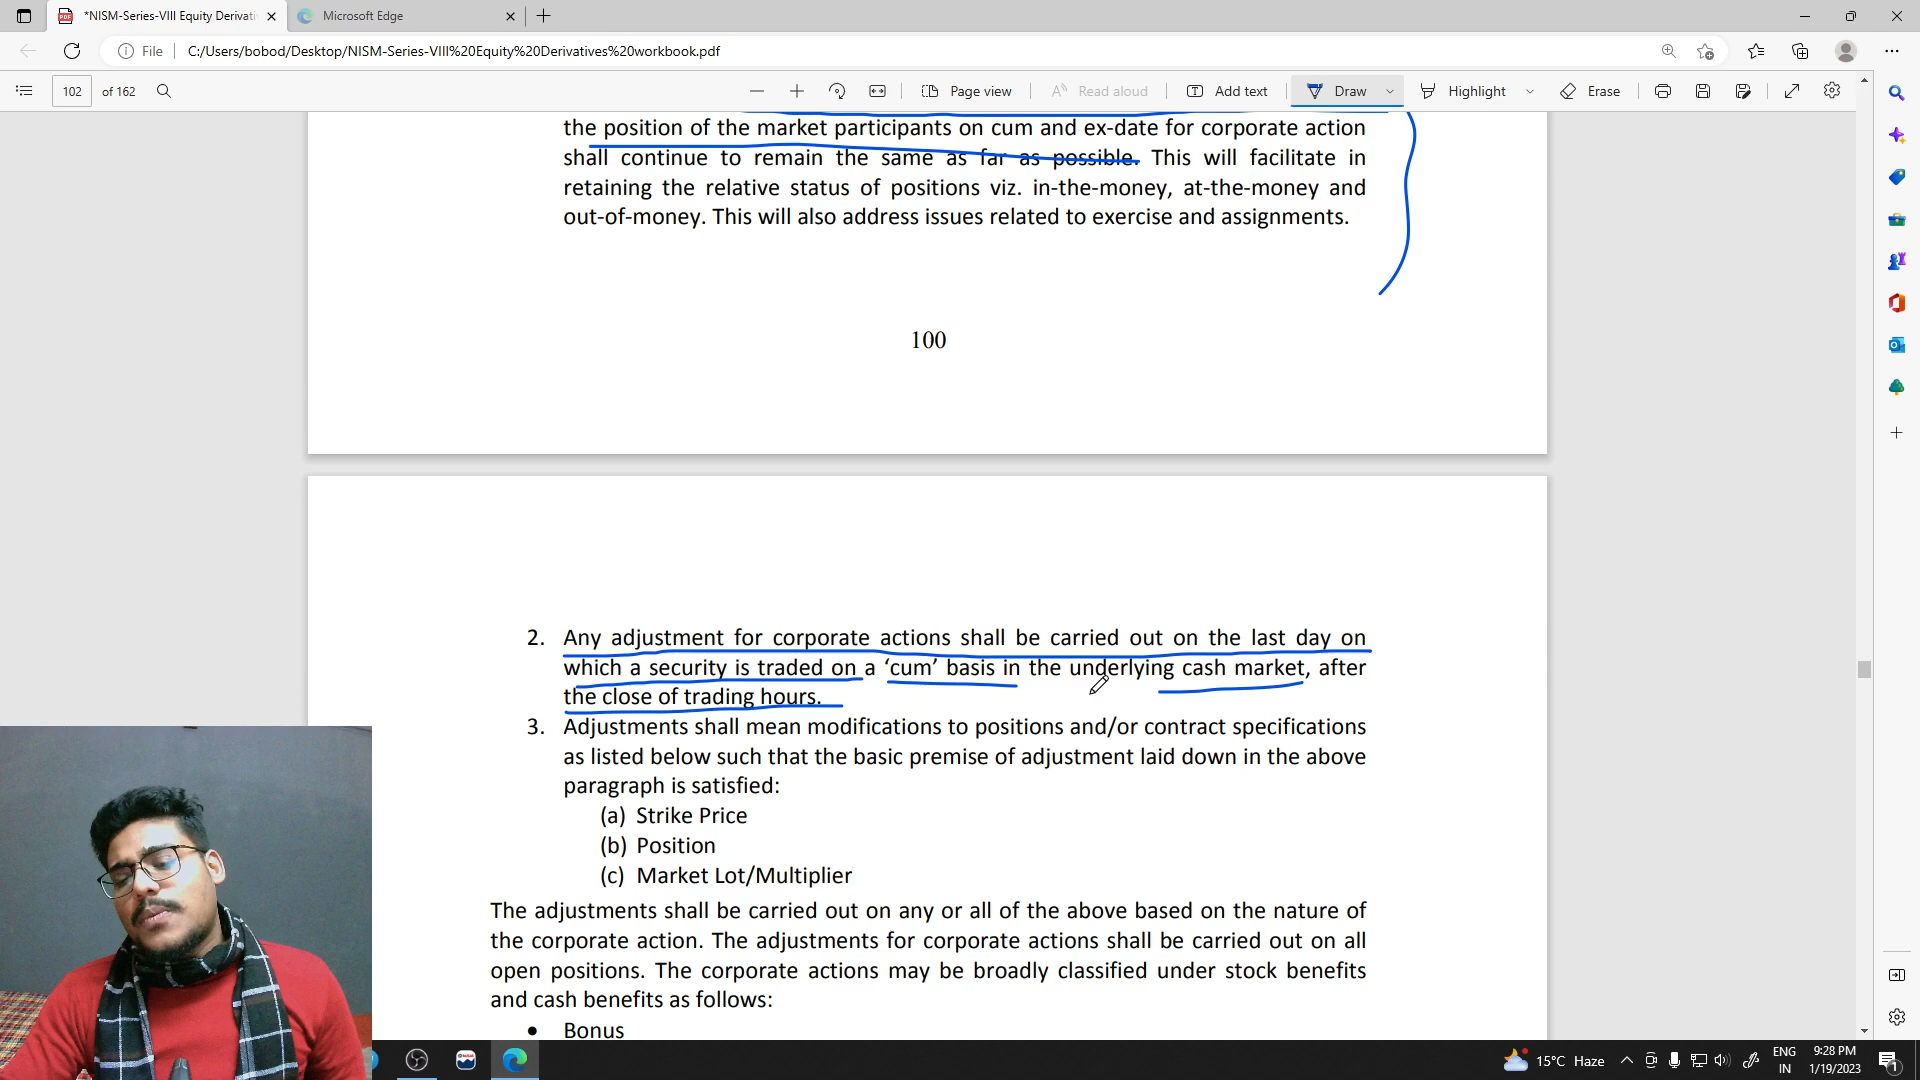 *NISM-Series-VIII Equity Derivati
Microsoft Edge
File
C:/Users/bobod/Desktop/NISM-Series-VIII%20Equity%20Derivatives%20workbook.pdf
102 of 162
Page view
Read aloud
Add text
Draw
Highlight
Erase
the position of the market participants on cum and ex-date for corporate action
shall continue to remain the same as far as possible. This will facilitate in
retaining the relative status of positions viz. in-the-money, at-the-money and
out-of-money. This will also address issues related to exercise and assignments.
100
2. Any adjustment for corporate actions shall be carried out on the last day on
which a security is traded on a ‘cum’ basis in the underlying cash market, after
the close of trading hours.
3. Adjustments shall mean modifications to positions and/or contract specifications
as listed below such that the basic premise of adjustment laid down in the above
paragraph is satisfied:
(a) Strike Price
(b) Position
(c) Market Lot/Multiplier
The adjustments shall be carried out on any or all of the above based on the nature of
the corporate action. The adjustments for corporate actions shall be carried out on all
open positions. The corporate actions may be broadly classified under stock benefits
and cash benefits as follows:
• Bonus
15°C Haze
ENG
IN
9:28 PM
1/19/2023
1